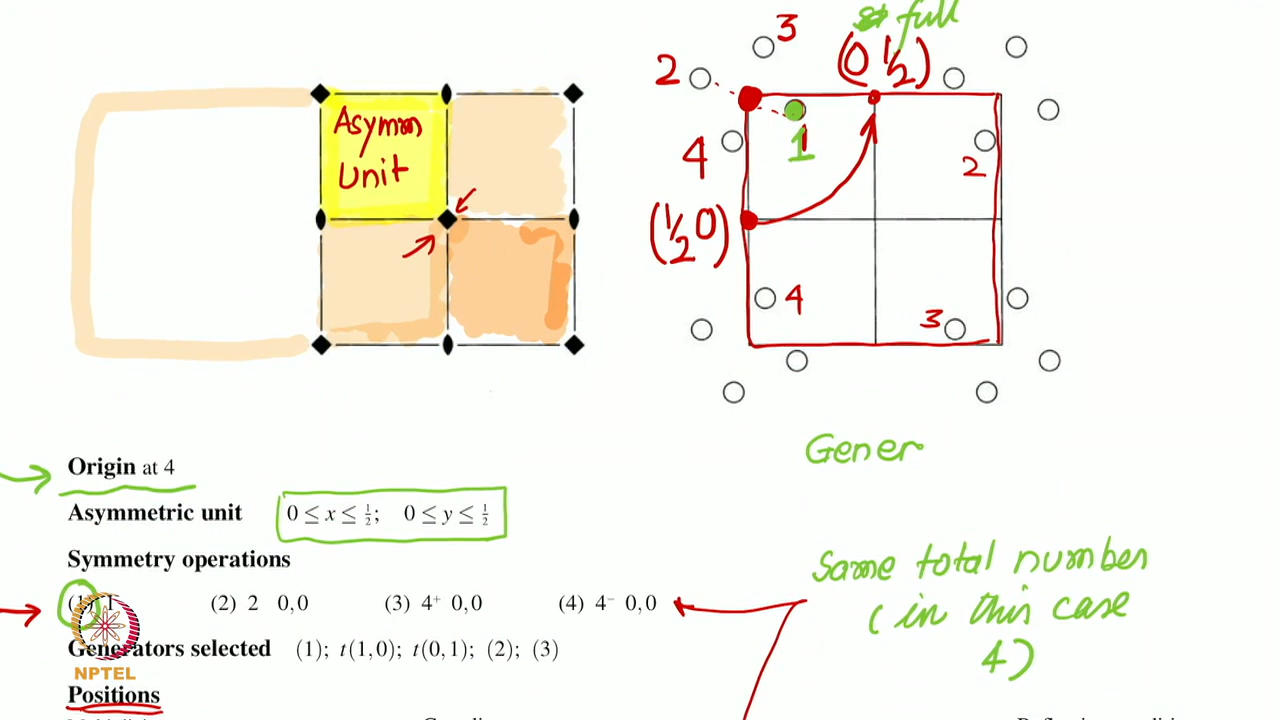 st full
3
2
(0 1/2)
Asymm
Unit
1
4
2
(1/2 0)
4
3
Gener
Origin at 4
Asymmetric unit 0 ≤ x ≤ ½; 0 ≤ y ≤ ½
Symmetry operations
(1) 1 (2) 2 0,0 (3) 4⁺ 0,0 (4) 4⁻ 0,0
Same total number
(in this case
4)
Generators selected (1); t(1,0); t(0,1); (2); (3)
NPTEL
Positions